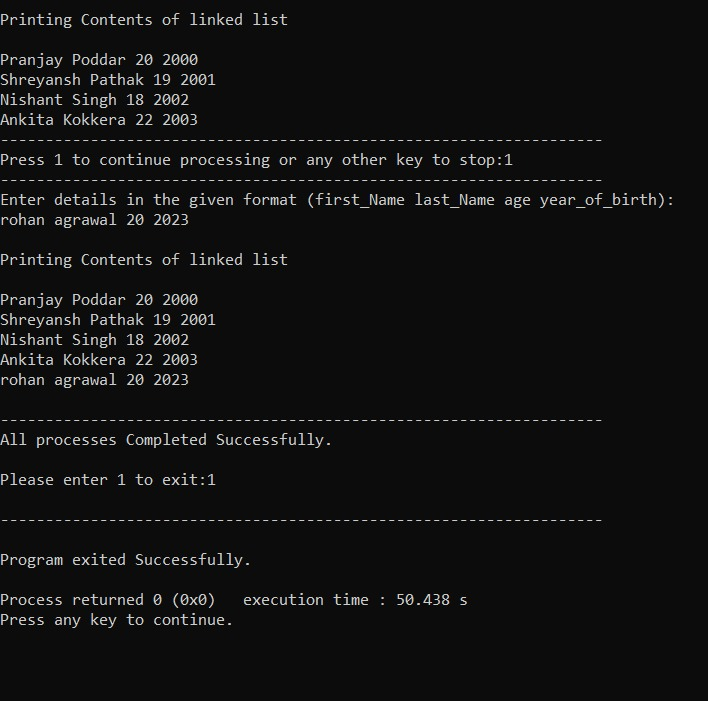 Printing Contents of linked list
Pranjay Poddar 20 2000
Shreyansh Pathak 19 2001
Nishant Singh 18 2002
Ankita Kokkera 22 2003
-------------------------------------------------------------------
Press 1 to continue processing or any other key to stop:1
-------------------------------------------------------------------
Enter details in the given format (first_Name last_Name age year_of_birth):
rohan agrawal 20 2023
Printing Contents of linked list
Pranjay Poddar 20 2000
Shreyansh Pathak 19 2001
Nishant Singh 18 2002
Ankita Kokkera 22 2003
rohan agrawal 20 2023
-------------------------------------------------------------------
All processes Completed Successfully.
Please enter 1 to exit:1
-------------------------------------------------------------------
Program exited Successfully.
Process returned 0 (0x0)   execution time : 50.438 s
Press any key to continue.